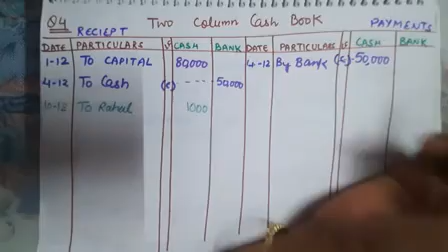 Q4 Two Column Cash Book
RECIEPT PAYMENTS
DATE PARTICULARS LF CASH BANK DATE PARTICULARS LF CASH BANK
1-12 To CAPITAL 80,000 4-12 By Bank (c) 50,000
4-12 To Cash (c) ---- 50,000
10-12 To Rahul 1000